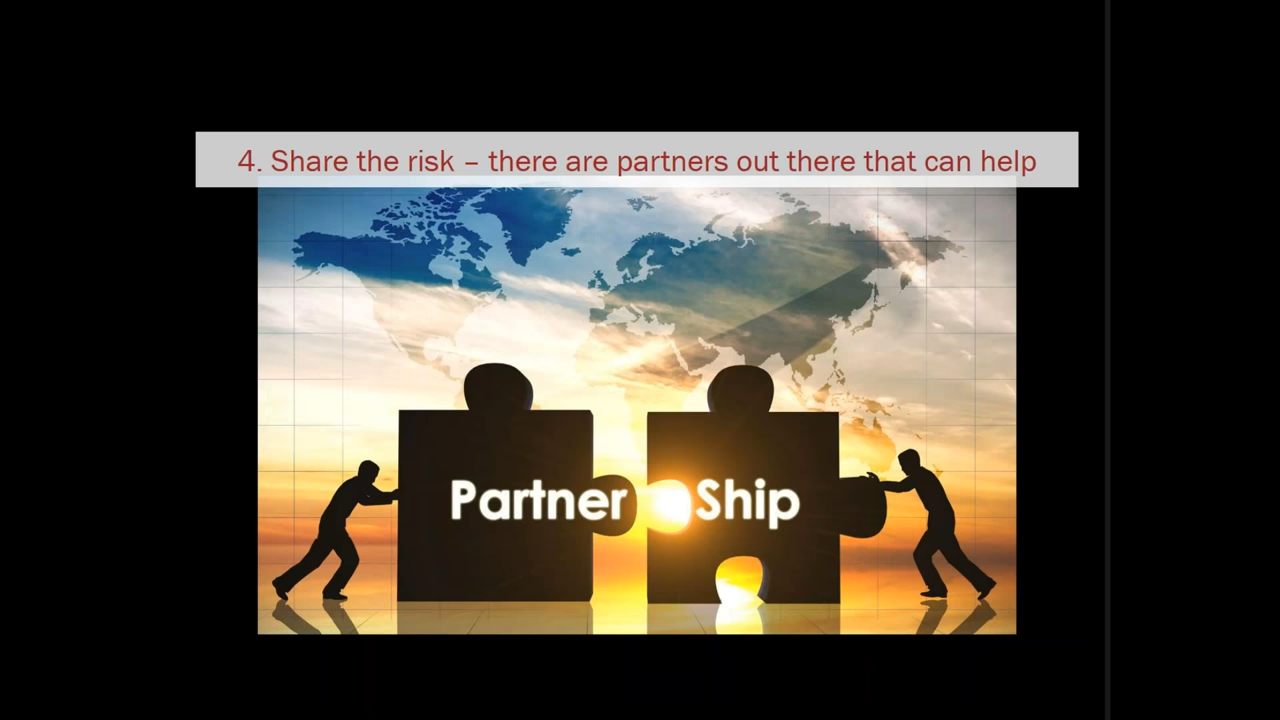 4. Share the risk – there are partners out there that can help
Partner Ship